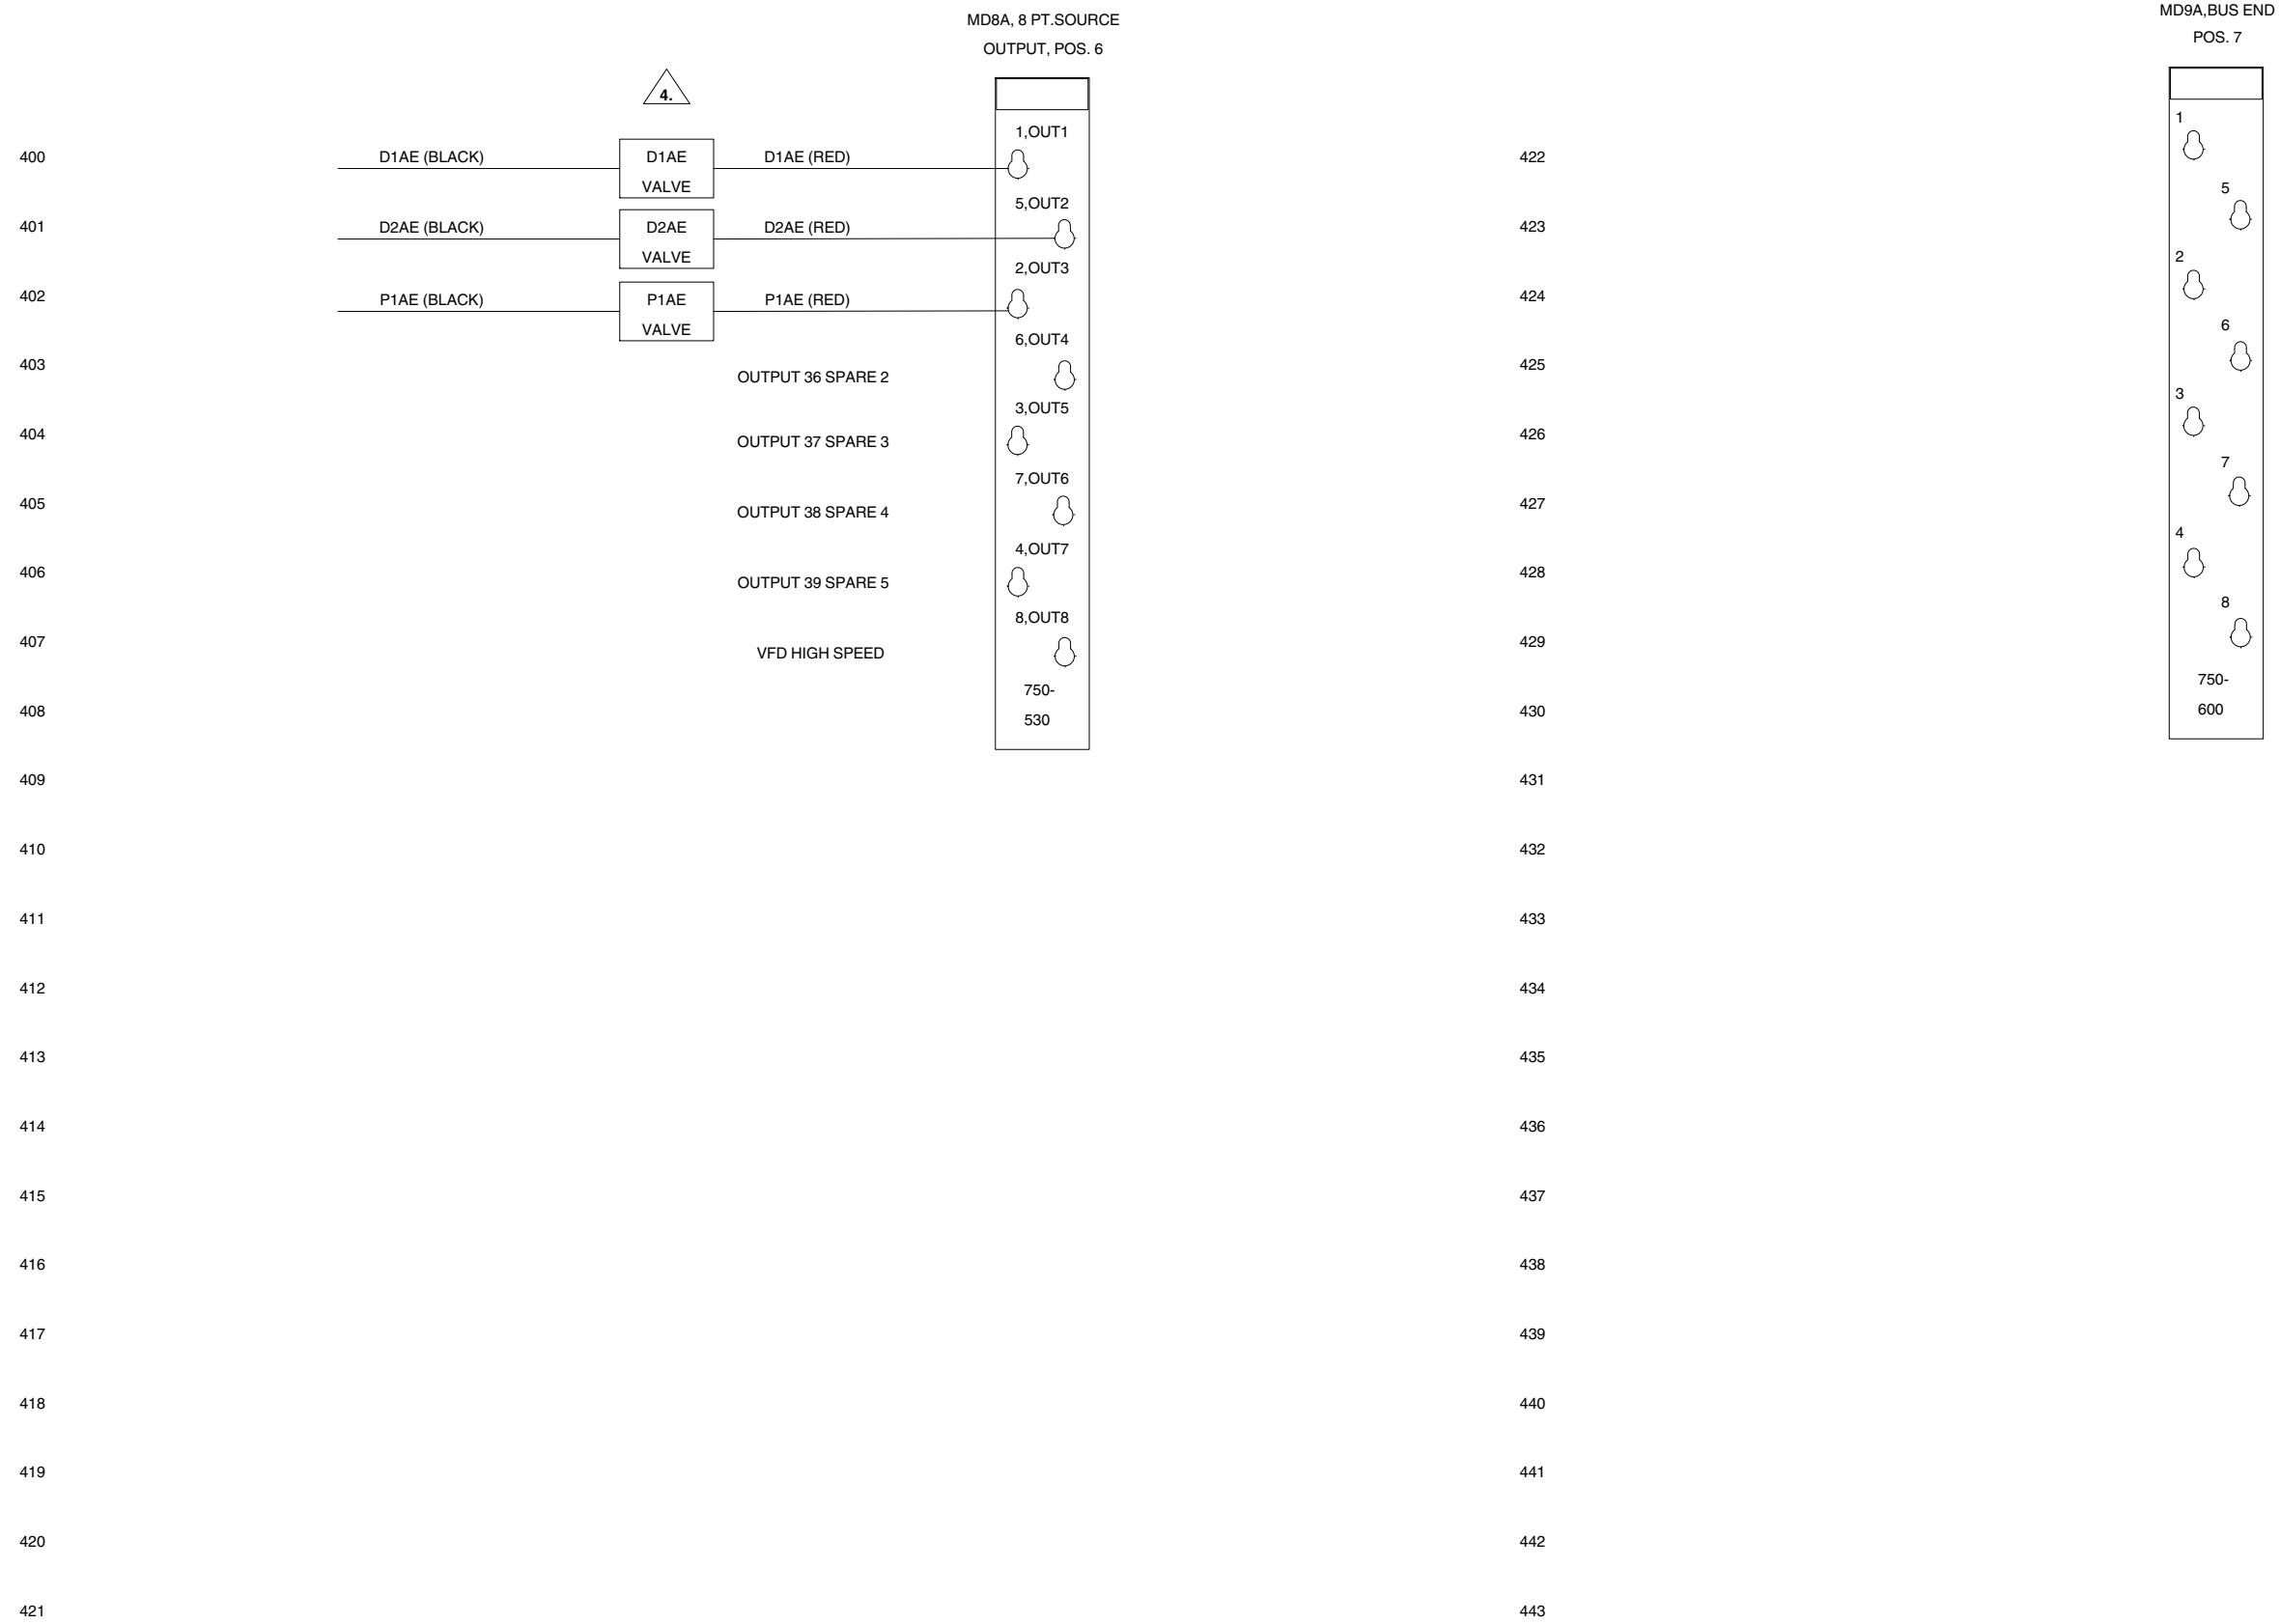 MD8A, 8 PT.SOURCE
OUTPUT, POS. 6
4.
400
D1AE (BLACK)
D1AE
VALVE
D1AE (RED)
1,OUT1
401
D2AE (BLACK)
D2AE
VALVE
D2AE (RED)
5,OUT2
402
P1AE (BLACK)
P1AE
VALVE
P1AE (RED)
2,OUT3
403
OUTPUT 36 SPARE 2
6,OUT4
404
OUTPUT 37 SPARE 3
3,OUT5
405
OUTPUT 38 SPARE 4
7,OUT6
406
OUTPUT 39 SPARE 5
4,OUT7
407
VFD HIGH SPEED
8,OUT8
408
750-
530
409
410
411
412
413
414
415
416
417
418
419
420
421
MD9A,BUS END
POS. 7
422
1
423
5
424
2
425
6
426
3
427
7
428
4
429
8
430
750-
600
431
432
433
434
435
436
437
438
439
440
441
442
443